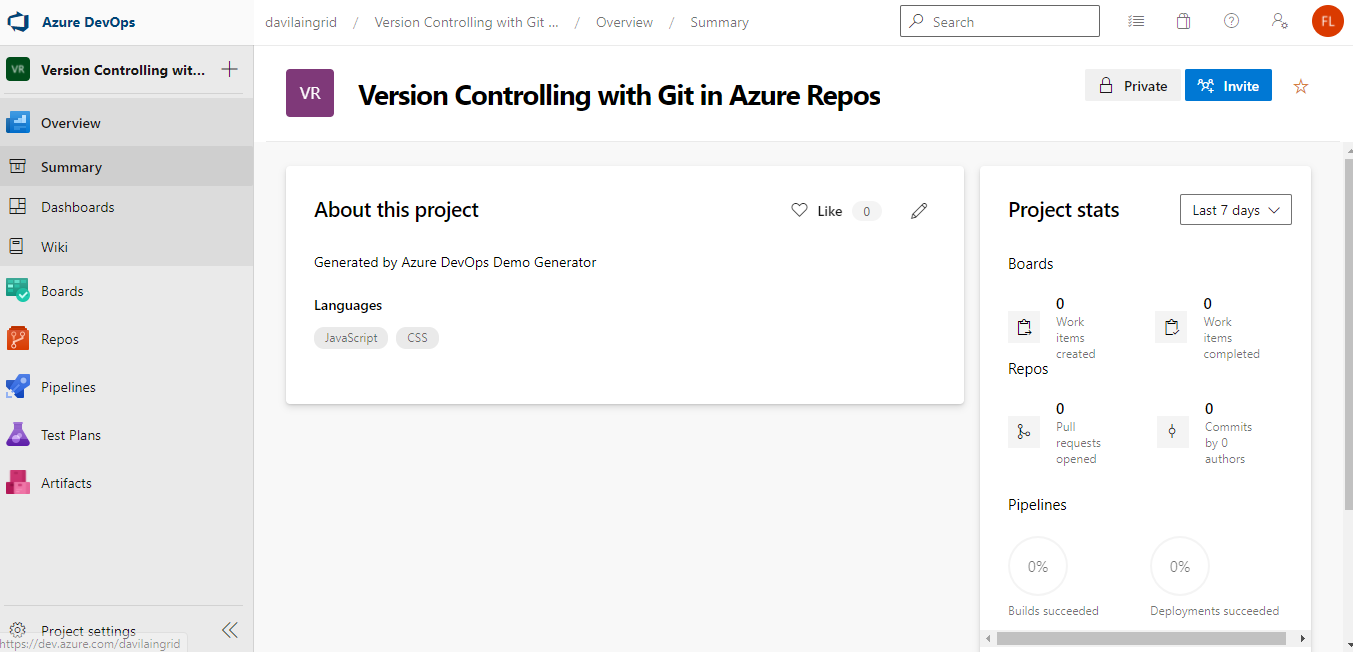 Azure DevOps
davilaingrid / Version Controlling with Git ... / Overview / Summary
Search
FL
VR Version Controlling wit...
Overview
Summary
Dashboards
Wiki
Boards
Repos
Pipelines
Test Plans
Artifacts
Project settings
https://dev.azure.com/davilaingrid
VR Version Controlling with Git in Azure Repos
Private
Invite
About this project
Like 0
Generated by Azure DevOps Demo Generator
Languages
JavaScript CSS
Project stats
Last 7 days
Boards
0
Work
items
created
0
Work
items
completed
Repos
0
Pull
requests
opened
0
Commits
by 0
authors
Pipelines
0%
Builds succeeded
0%
Deployments succeeded